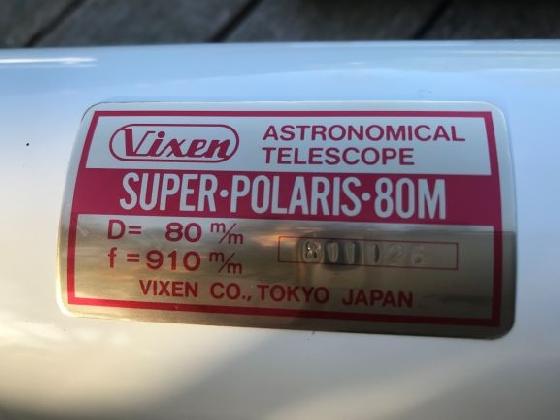 Vixen
ASTRONOMICAL
TELESCOPE
SUPER·POLARIS·80M
D= 80 m/m
f = 910 m/m
VIXEN CO., TOKYO JAPAN